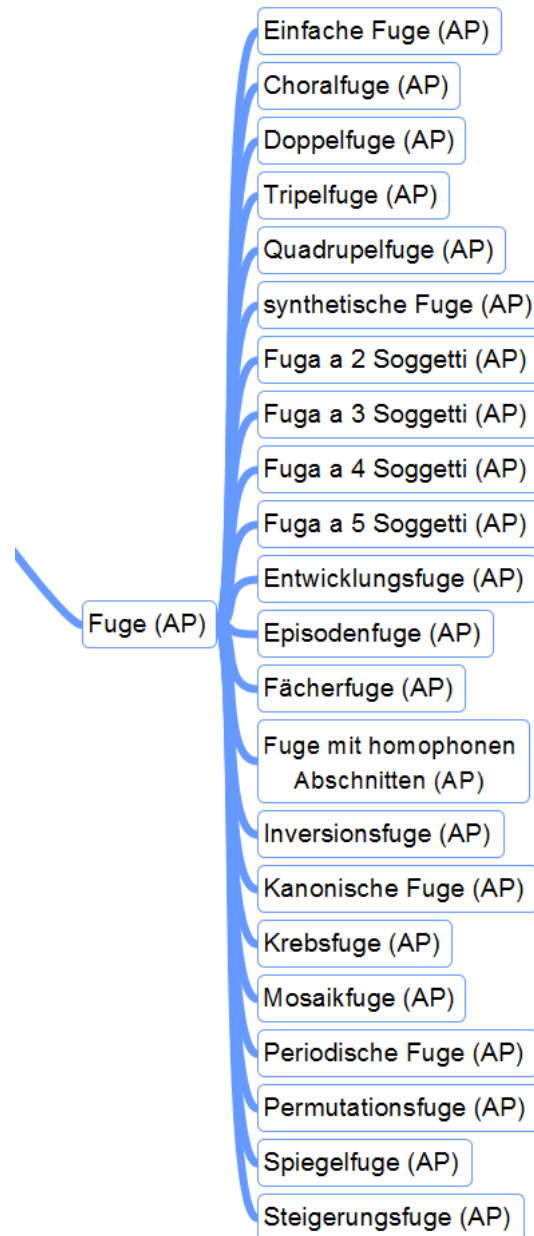 Einfache Fuge (AP)
Choralfuge (AP)
Doppelfuge (AP)
Tripelfuge (AP)
Quadrupelfuge (AP)
synthetische Fuge (AP)
Fuga a 2 Soggetti (AP)
Fuga a 3 Soggetti (AP)
Fuga a 4 Soggetti (AP)
Fuga a 5 Soggetti (AP)
Entwicklungsfuge (AP)
Fuge (AP)
Episodenfuge (AP)
Fächerfuge (AP)
Fuge mit homophonen
Abschnitten (AP)
Inversionsfuge (AP)
Kanonische Fuge (AP)
Krebsfuge (AP)
Mosaikfuge (AP)
Periodische Fuge (AP)
Permutationsfuge (AP)
Spiegelfuge (AP)
Steigerungsfuge (AP)